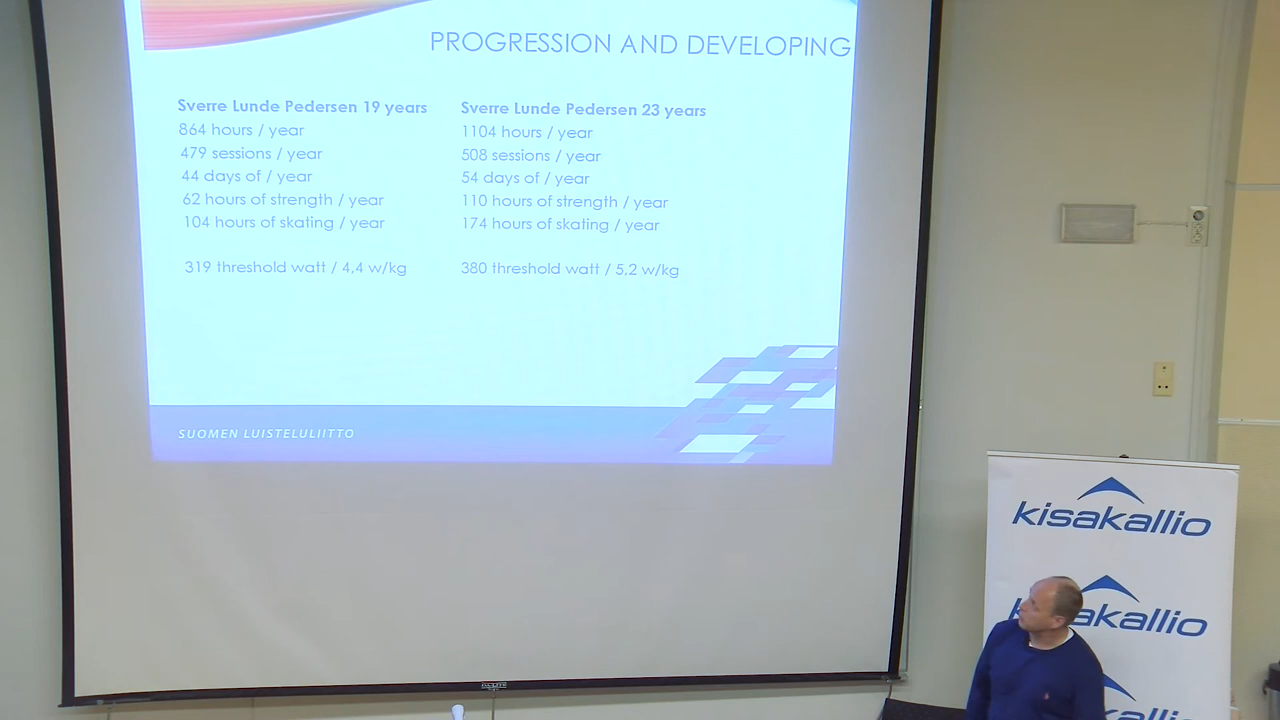 PROGRESSION AND DEVELOPING
Sverre Lunde Pedersen 19 years
864 hours / year
479 sessions / year
44 days of / year
62 hours of strength / year
104 hours of skating / year
319 threshold watt / 4,4 w/kg
Sverre Lunde Pedersen 23 years
1104 hours / year
508 sessions / year
54 days of / year
110 hours of strength / year
174 hours of skating / year
380 threshold watt / 5,2 w/kg
SUOMEN LUISTELULIITTO
kisakallio
kisakallio